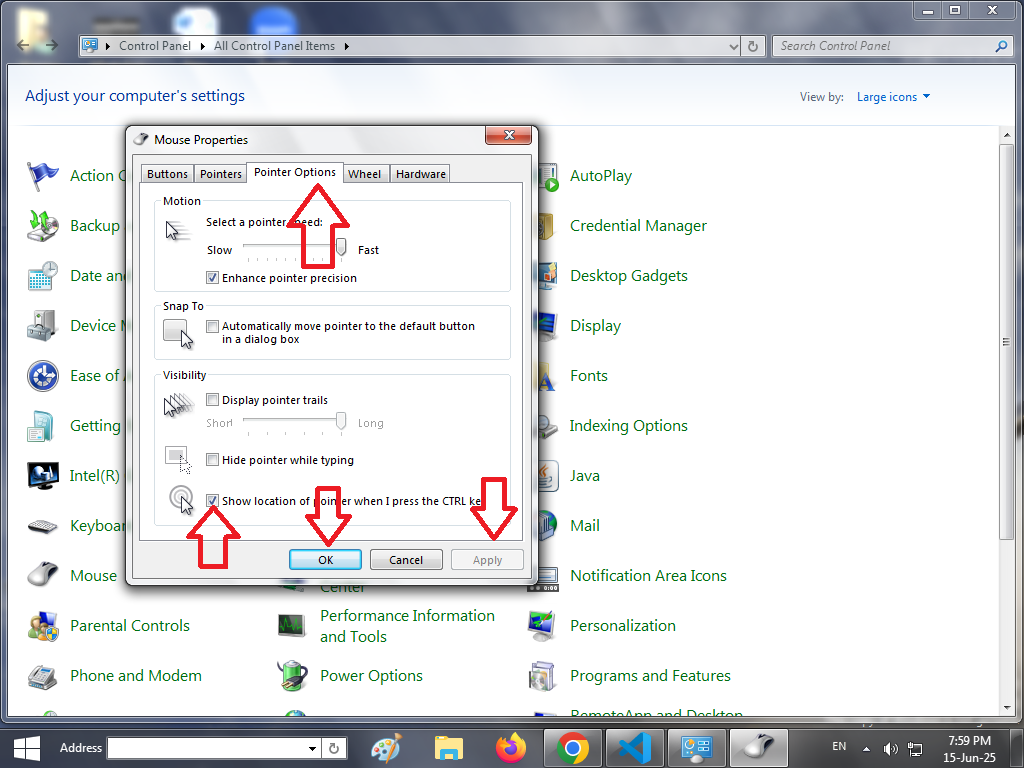 Control Panel
All Control Panel Items
Search Control Panel
Adjust your computer's settings
View by:
Large icons
Mouse Properties
Buttons
Pointers
Pointer Options
Wheel
Hardware
Motion
Select a pointer
Slow
Fast
Enhance pointer precision
Snap To
Automatically move pointer to the default button
in a dialog box
Visibility
Display pointer trails
Short
Long
Hide pointer while typing
Show location of pointer when I press the CTRL
OK
Cancel
Apply
Action
AutoPlay
Backup
Credential Manager
Date
Desktop Gadgets
Device
Display
Ease of
Fonts
Getting
Indexing Options
Intel(R)
Java
Mail
Mouse
Center
Notification Area Icons
Parental Controls
Performance Information
and Tools
Personalization
Phone and Modem
Power Options
Programs and Features
RemoteApp and Desktop
Address
EN
7:59 PM
15-Jun-25